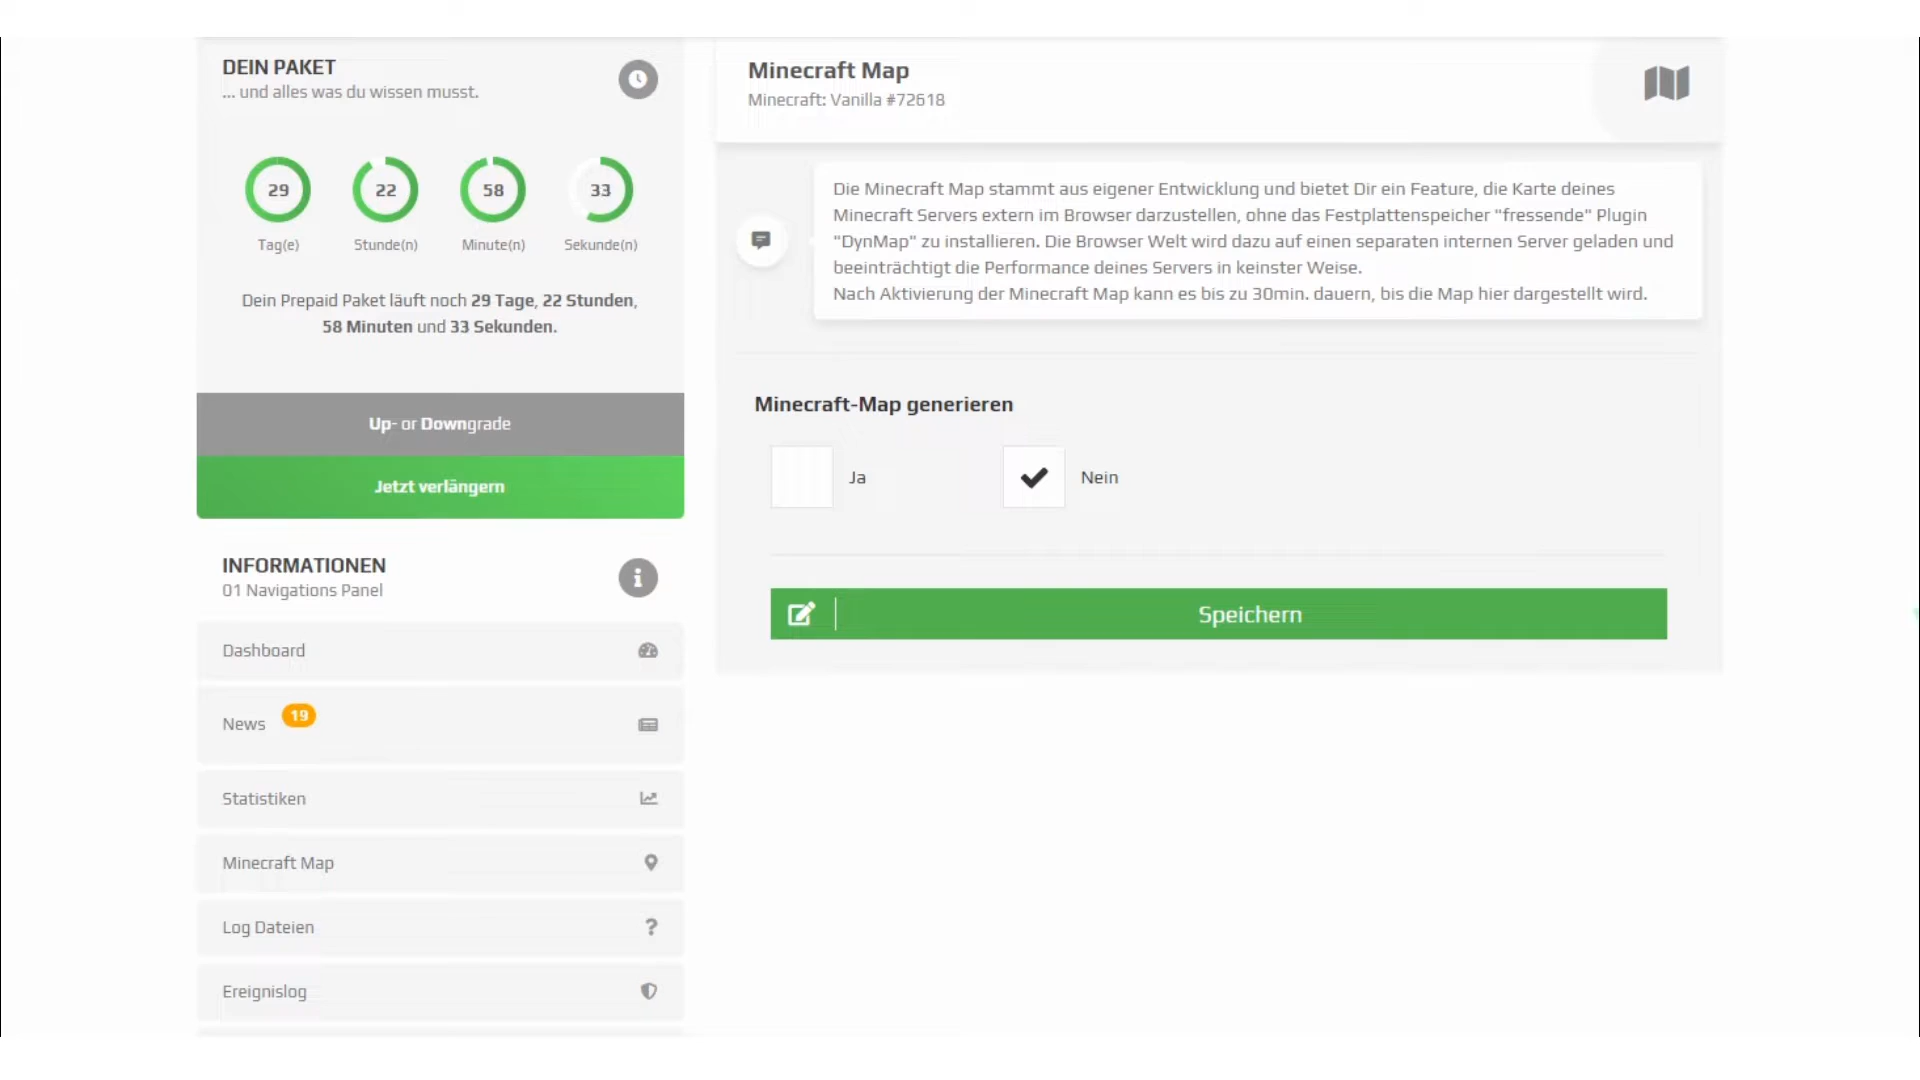 DEIN PAKET
... und alles was du wissen musst.
29
22
58
33
Tag(e)
Stunde(n)
Minute(n)
Sekunde(n)
Dein Prepaid Paket läuft noch 29 Tage, 22 Stunden,
58 Minuten und 33 Sekunden.
Up- or Downgrade
Jetzt verlängern
INFORMATIONEN
01 Navigations Panel
Dashboard
News
19
Statistiken
Minecraft Map
Log Dateien
Ereignislog
Minecraft Map
Minecraft: Vanilla #72618
Die Minecraft Map stammt aus eigener Entwicklung und bietet Dir ein Feature, die Karte deines
Minecraft Servers extern im Browser darzustellen, ohne das Festplattenspeicher "fressende" Plugin
"DynMap" zu installieren. Die Browser Welt wird dazu auf einen separaten internen Server geladen und
beeinträchtigt die Performance deines Servers in keinster Weise.
Nach Aktivierung der Minecraft Map kann es bis zu 30min. dauern, bis die Map hier dargestellt wird.
Minecraft-Map generieren
Ja
Nein
Speichern